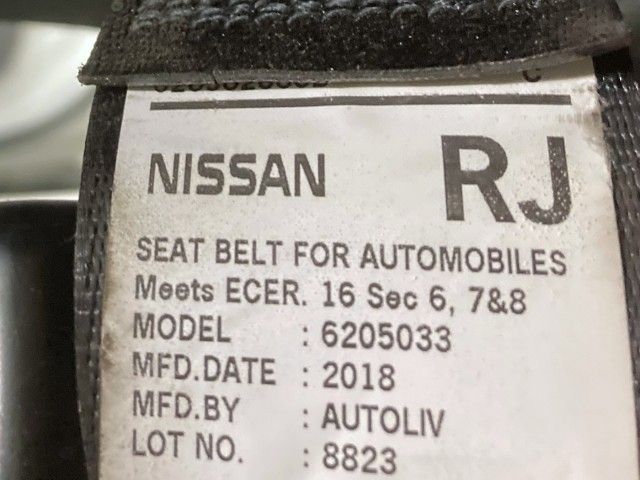 NISSAN RJ
SEAT BELT FOR AUTOMOBILES
Meets ECER. 16 Sec 6, 7&8
MODEL : 6205033
MFD.DATE : 2018
MFD.BY : AUTOLIV
LOT NO. : 8823